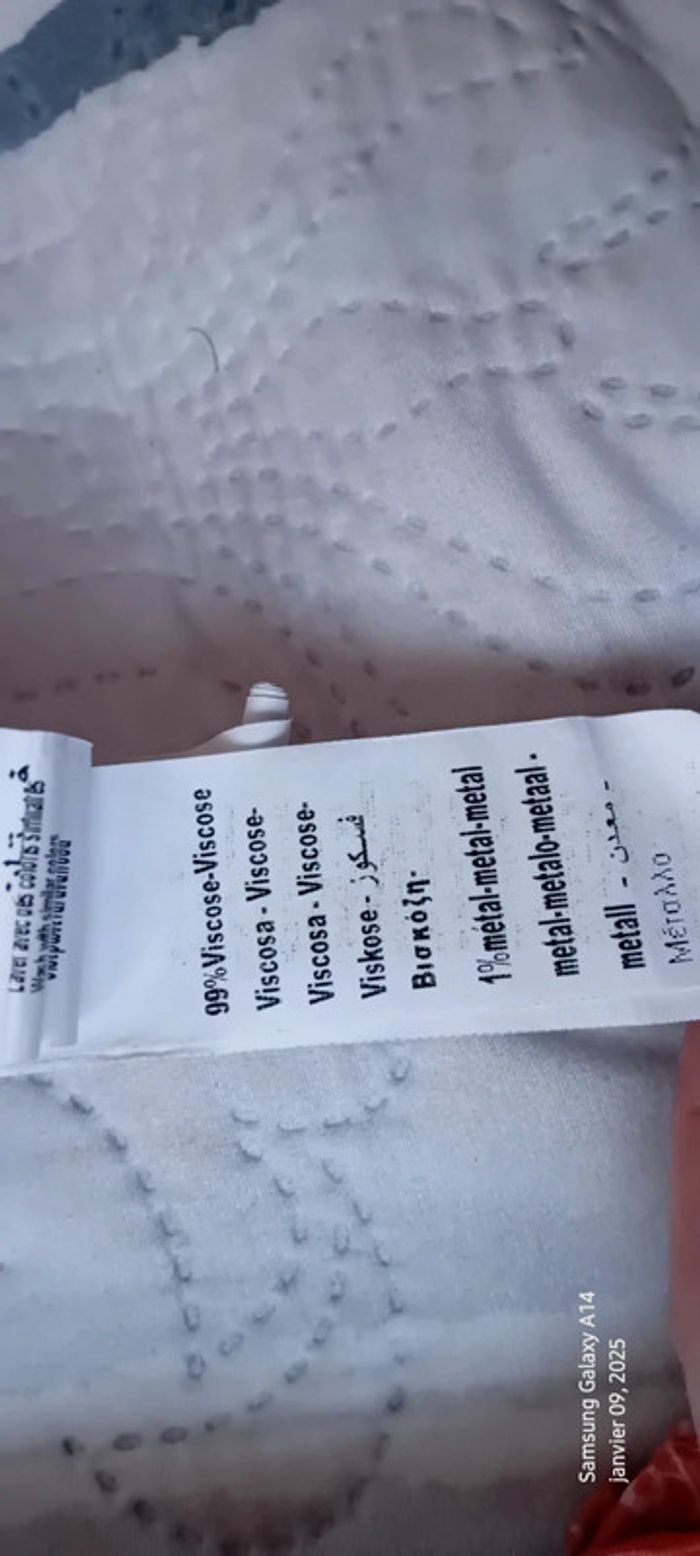 Laver avec des coloris similaires
Wash with similar colors
99%Viscose-Viscose
Viscosa - Viscose-
Viscosa - Viscose-
Viskose - فسكوز
Βισκόζη-
1%métal-metal-metal
metal-metalo-metaal -
metall - معدن -
Μέταλλο
Samsung Galaxy A14
janvier 09, 2025